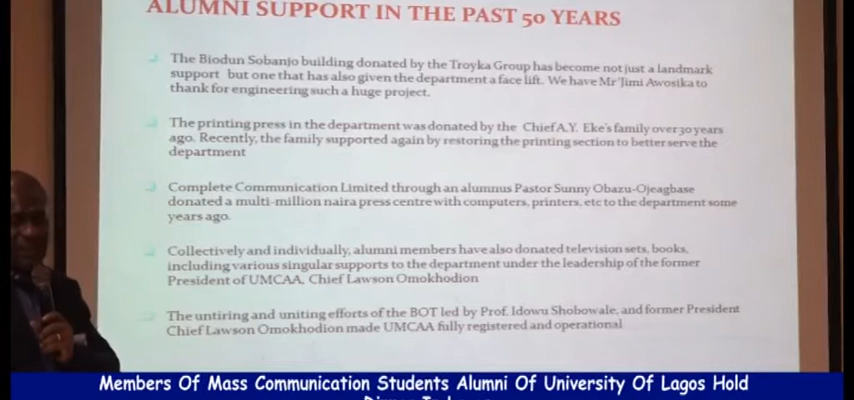 ALUMNI SUPPORT IN THE PAST 50 YEARS
The Biodun Sobanjo building donated by the Troyka Group has become not just a landmark
support but one that has also given the department a face lift. We have Mr 'Jimi Awosika to
thank for engineering such a huge project.
The printing press in the department was donated by the Chief A.Y. Eke's family over 30 years
ago. Recently, the family supported again by restoring the printing section to better serve the
department
Complete Communication Limited through an alumnus Pastor Sunny Obazu-Ojeagbase
donated a multi-million naira press centre with computers, printers, etc to the department some
years ago.
Collectively and individually, alumni members have also donated television sets, books,
including various singular supports to the department under the leadership of the former
President of UMCAA, Chief Lawson Omokhodion
The untiring and uniting efforts of the BOT led by Prof. Idowu Shobowale, and former President
Chief Lawson Omokhodion made UMCAA fully registered and operational
Members Of Mass Communication Students Alumni Of University Of Lagos Hold